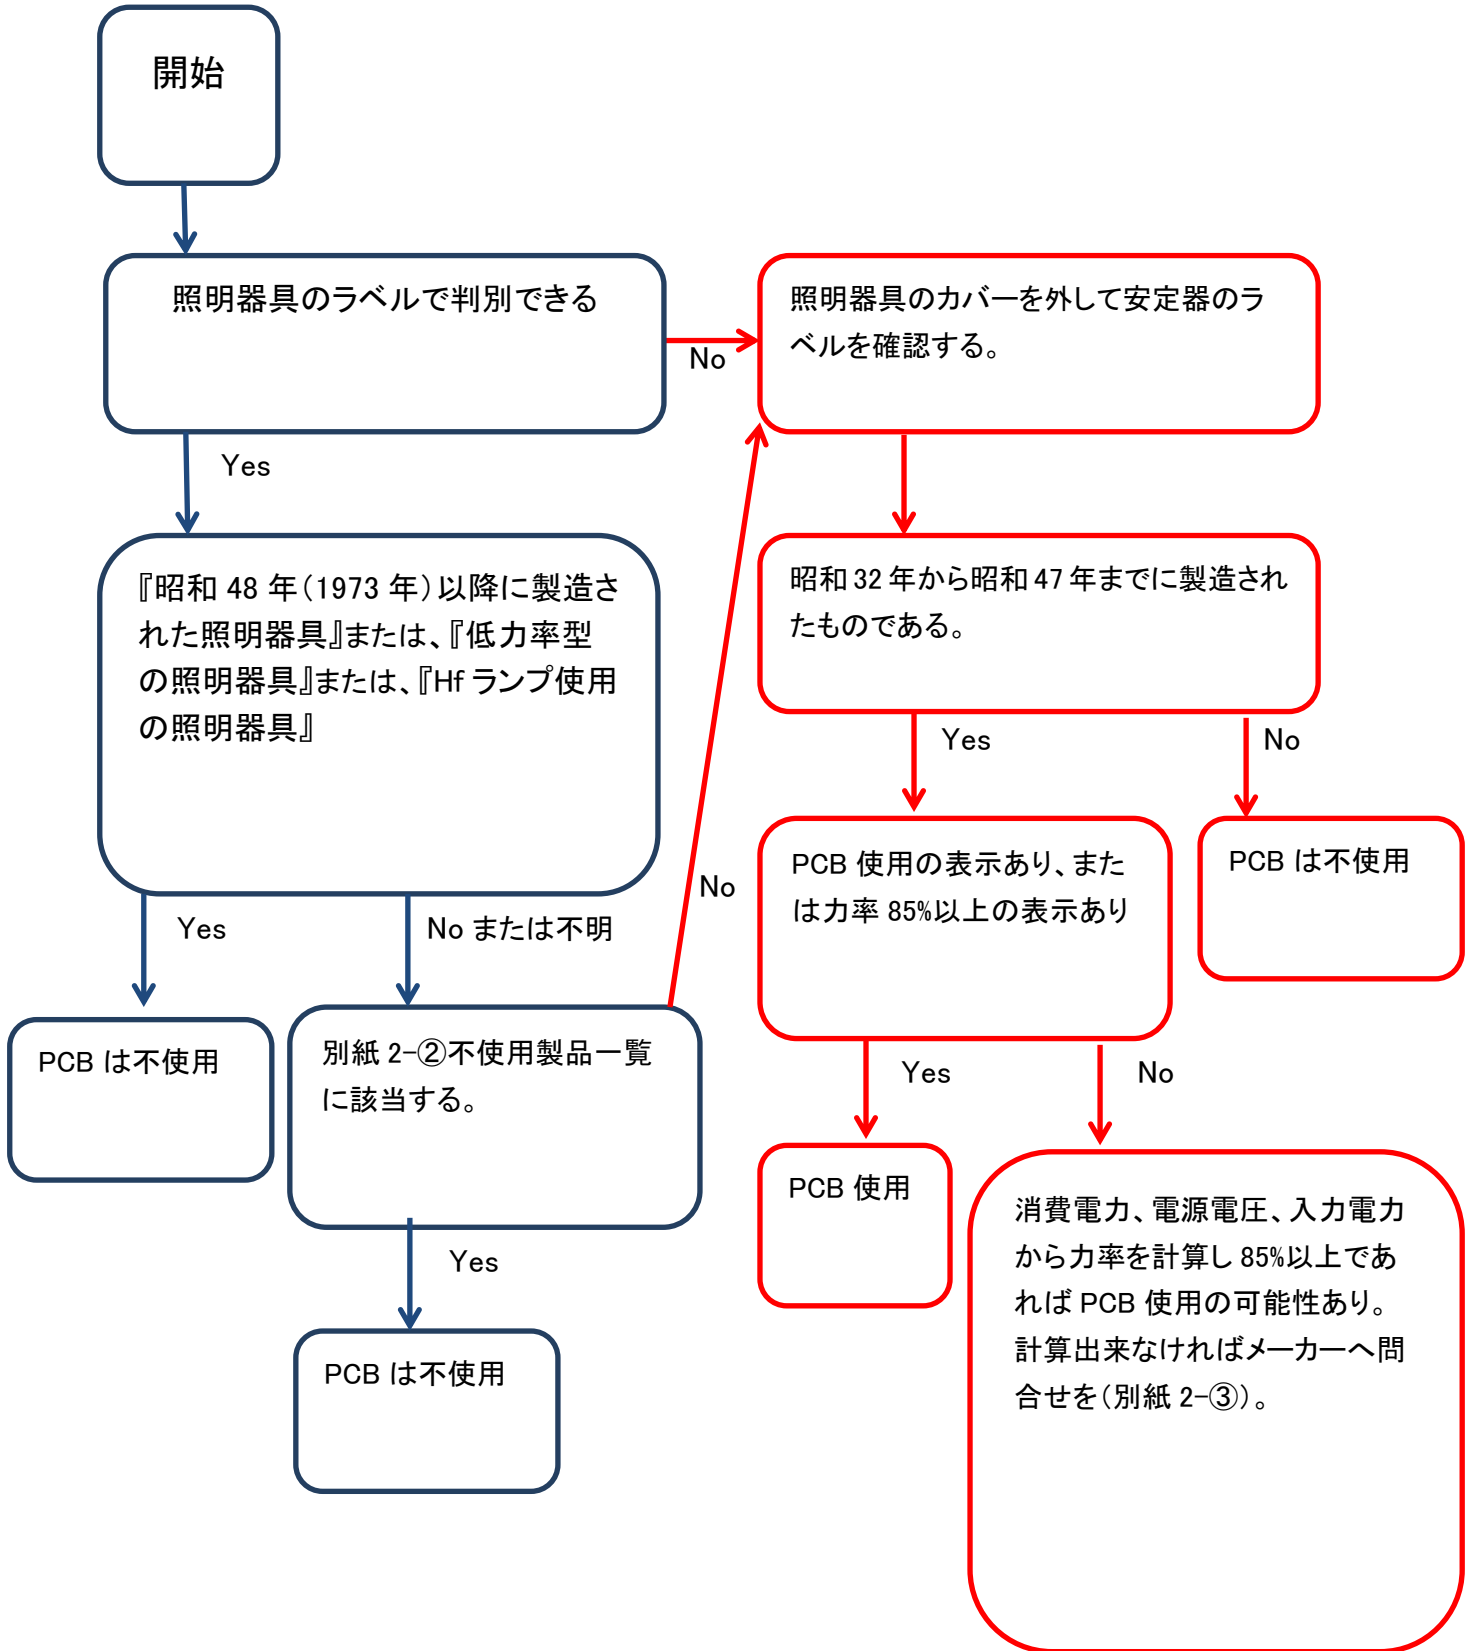 開始
照明器具のラベルで判別できる
No
照明器具のカバーを外して安定器のラ
ベルを確認する。
Yes
『昭和 48 年（1973 年）以降に製造さ
れた照明器具』または、『低力率型
の照明器具』または、『Hf ランプ使用
の照明器具』
昭和 32 年から昭和 47 年までに製造され
たものである。
Yes
No
No
PCB 使用の表示あり、また
は力率 85%以上の表示あり
PCB は不使用
Yes
No または不明
PCB は不使用
別紙 2-②不使用製品一覧
に該当する。
Yes
No
PCB 使用
消費電力、電源電圧、入力電力
から力率を計算し 85%以上であ
れば PCB 使用の可能性あり。
計算出来なければメーカーへ問
合せを（別紙 2-③）。
Yes
PCB は不使用